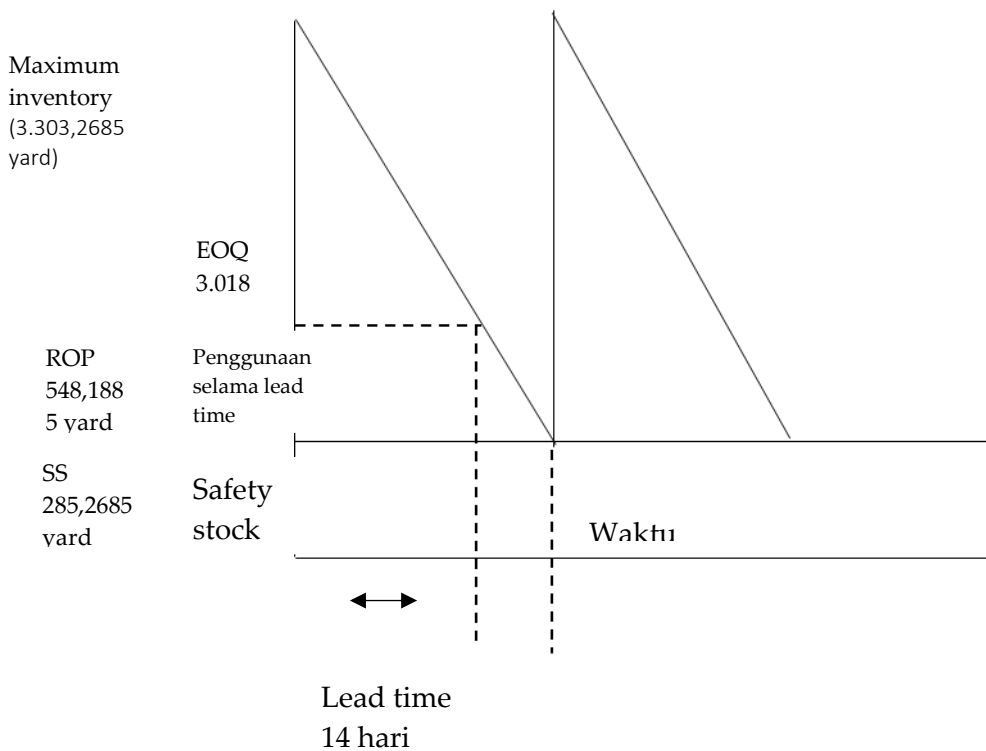 Maximum
inventory
(3.303,2685
yard)
EOQ
3.018
ROP
548,188
5 yard
Penggunaan
selama lead
time
SS
285,2685
yard
Safety
stock
Waktu
Lead time
14 hari